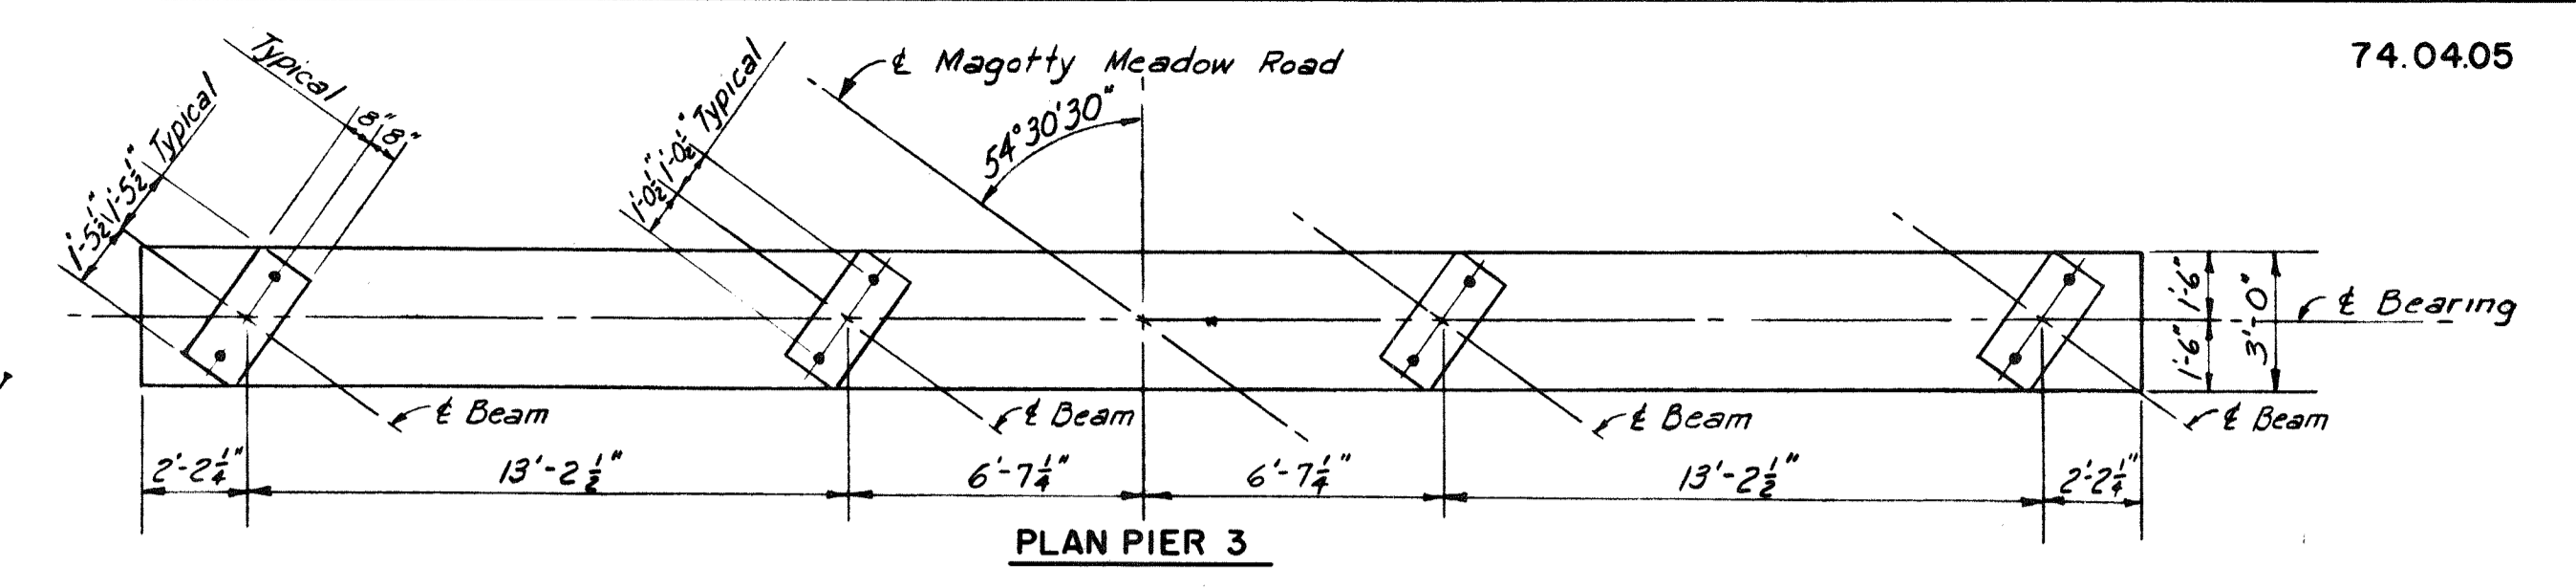 74.04.05
℄ Magotty Meadow Road
54°30'30"
Typical
8" 8"
1'-5½" 1'-5½" Typical
1'-0½" 1'-0½" Typical
1'-6"
1'-6"
3'-0"
℄ Bearing
℄ Beam
℄ Beam
℄ Beam
℄ Beam
2'-2¼" 13'-2½" 6'-7¼" 6'-7¼" 13'-2½" 2'-2¼"
PLAN PIER 3